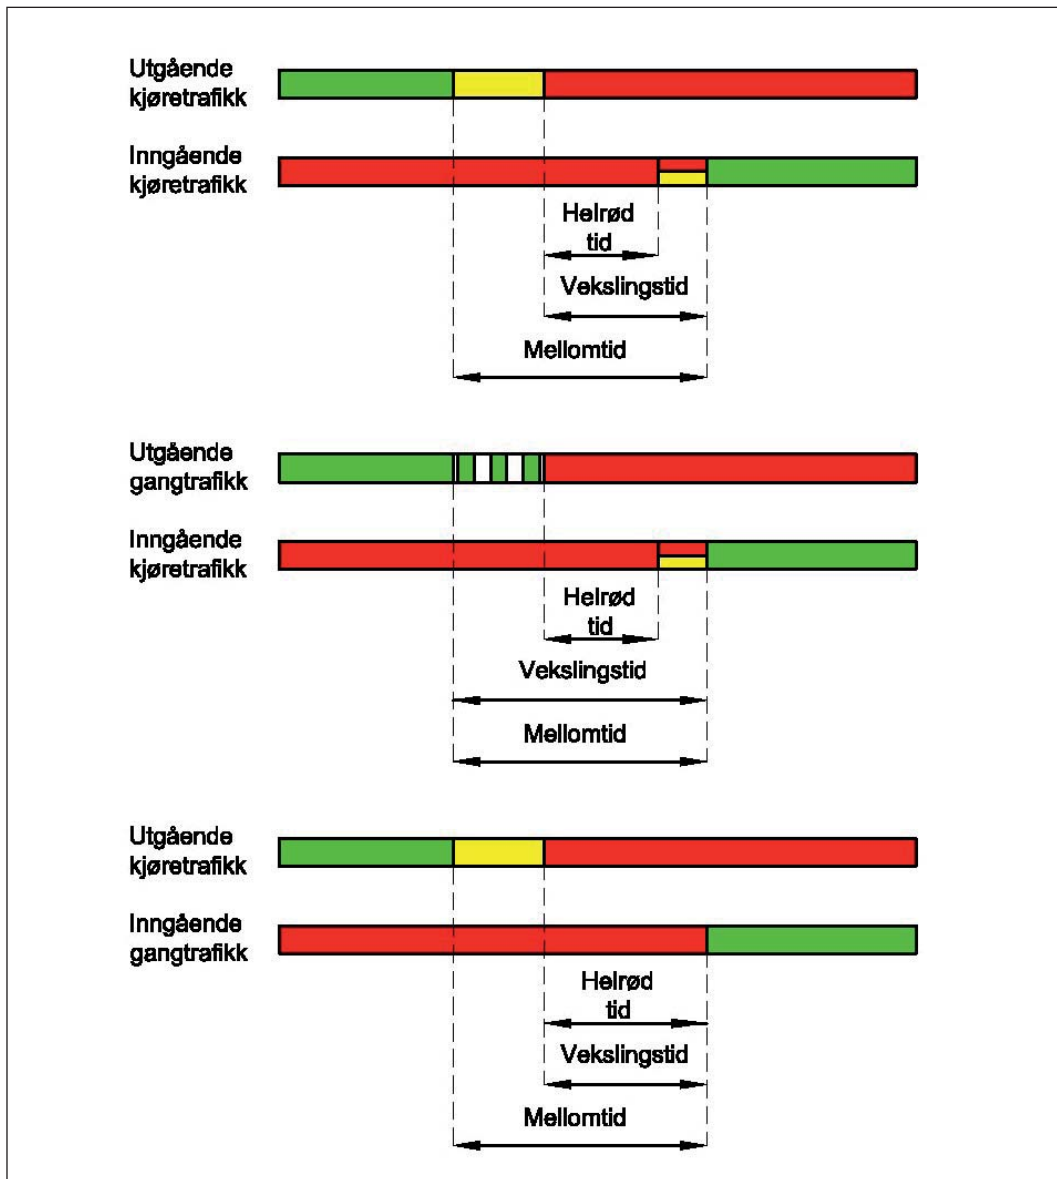 Utgående
kjøretrafikk
Inngående
kjøretrafikk
Helrød
tid
Vekslingstid
Mellomtid
Utgående
gangtrafikk
Inngående
kjøretrafikk
Helrød
tid
Vekslingstid
Mellomtid
Utgående
kjøretrafikk
Inngående
gangtrafikk
Helrød
tid
Vekslingstid
Mellomtid